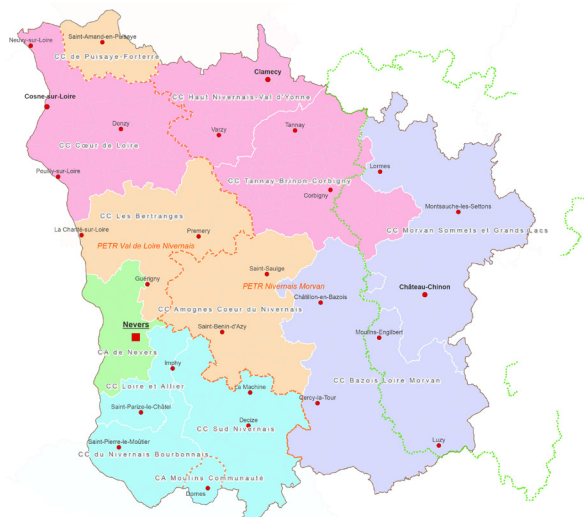 Saint-Amand-en-Puisaye
Neuvy-sur-Loire
CC de Puisaye-Forterre
Clamecy
CC Haut Nivernais-Val d'Yonne
Cosne-sur-Loire
Donzy
Varzy
Tannay
CC Cœur de Loire
Lormes
Pouilly-sur-Loire
CC Tannay-Brinon-Corbigny
Corbigny
Montsauche-les-Settons
CC Les Bertranges
CC Morvan Sommets et Grands Lacs
La Charité-sur-Loire
Premery
PETR Val de Loire Nivernais
Saint-Saulge
Guérigny
PETR Nivernais Morvan
Château-Chinon
Châtillon-en-Bazois
CC Amognes Coeur du Nivernais
Nevers
Saint-Benin-d'Azy
Moulins-Engilbert
CA de Nevers
Imphy
CC Bazois Loire Morvan
CC Loire et Allier
La Machine
Cercy-la-Tour
Saint-Parize-le-Châtel
Decize
CC Sud Nivernais
Saint-Pierre-le-Moûtier
Luzy
CC du Nivernais Bourbonnais
CA Moulins Communauté
Dornes